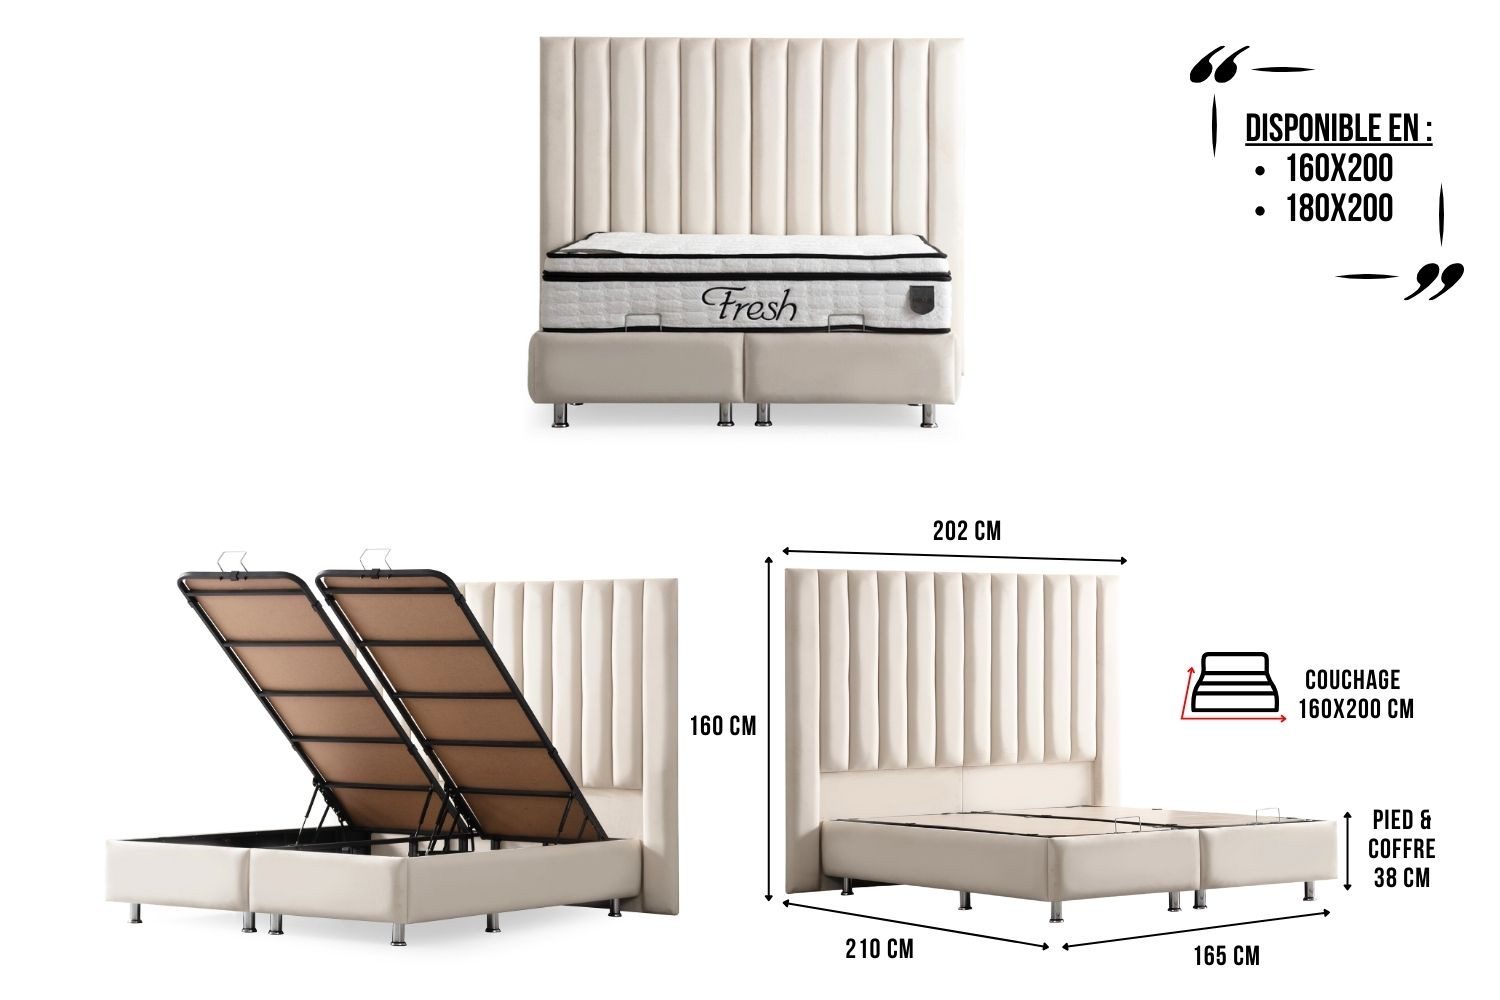 DISPONIBLE EN :
• 160X200
• 180X200
Fresh
202 CM
160 CM
COUCHAGE
160X200 CM
PIED &
COFFRE
38 CM
210 CM
165 CM